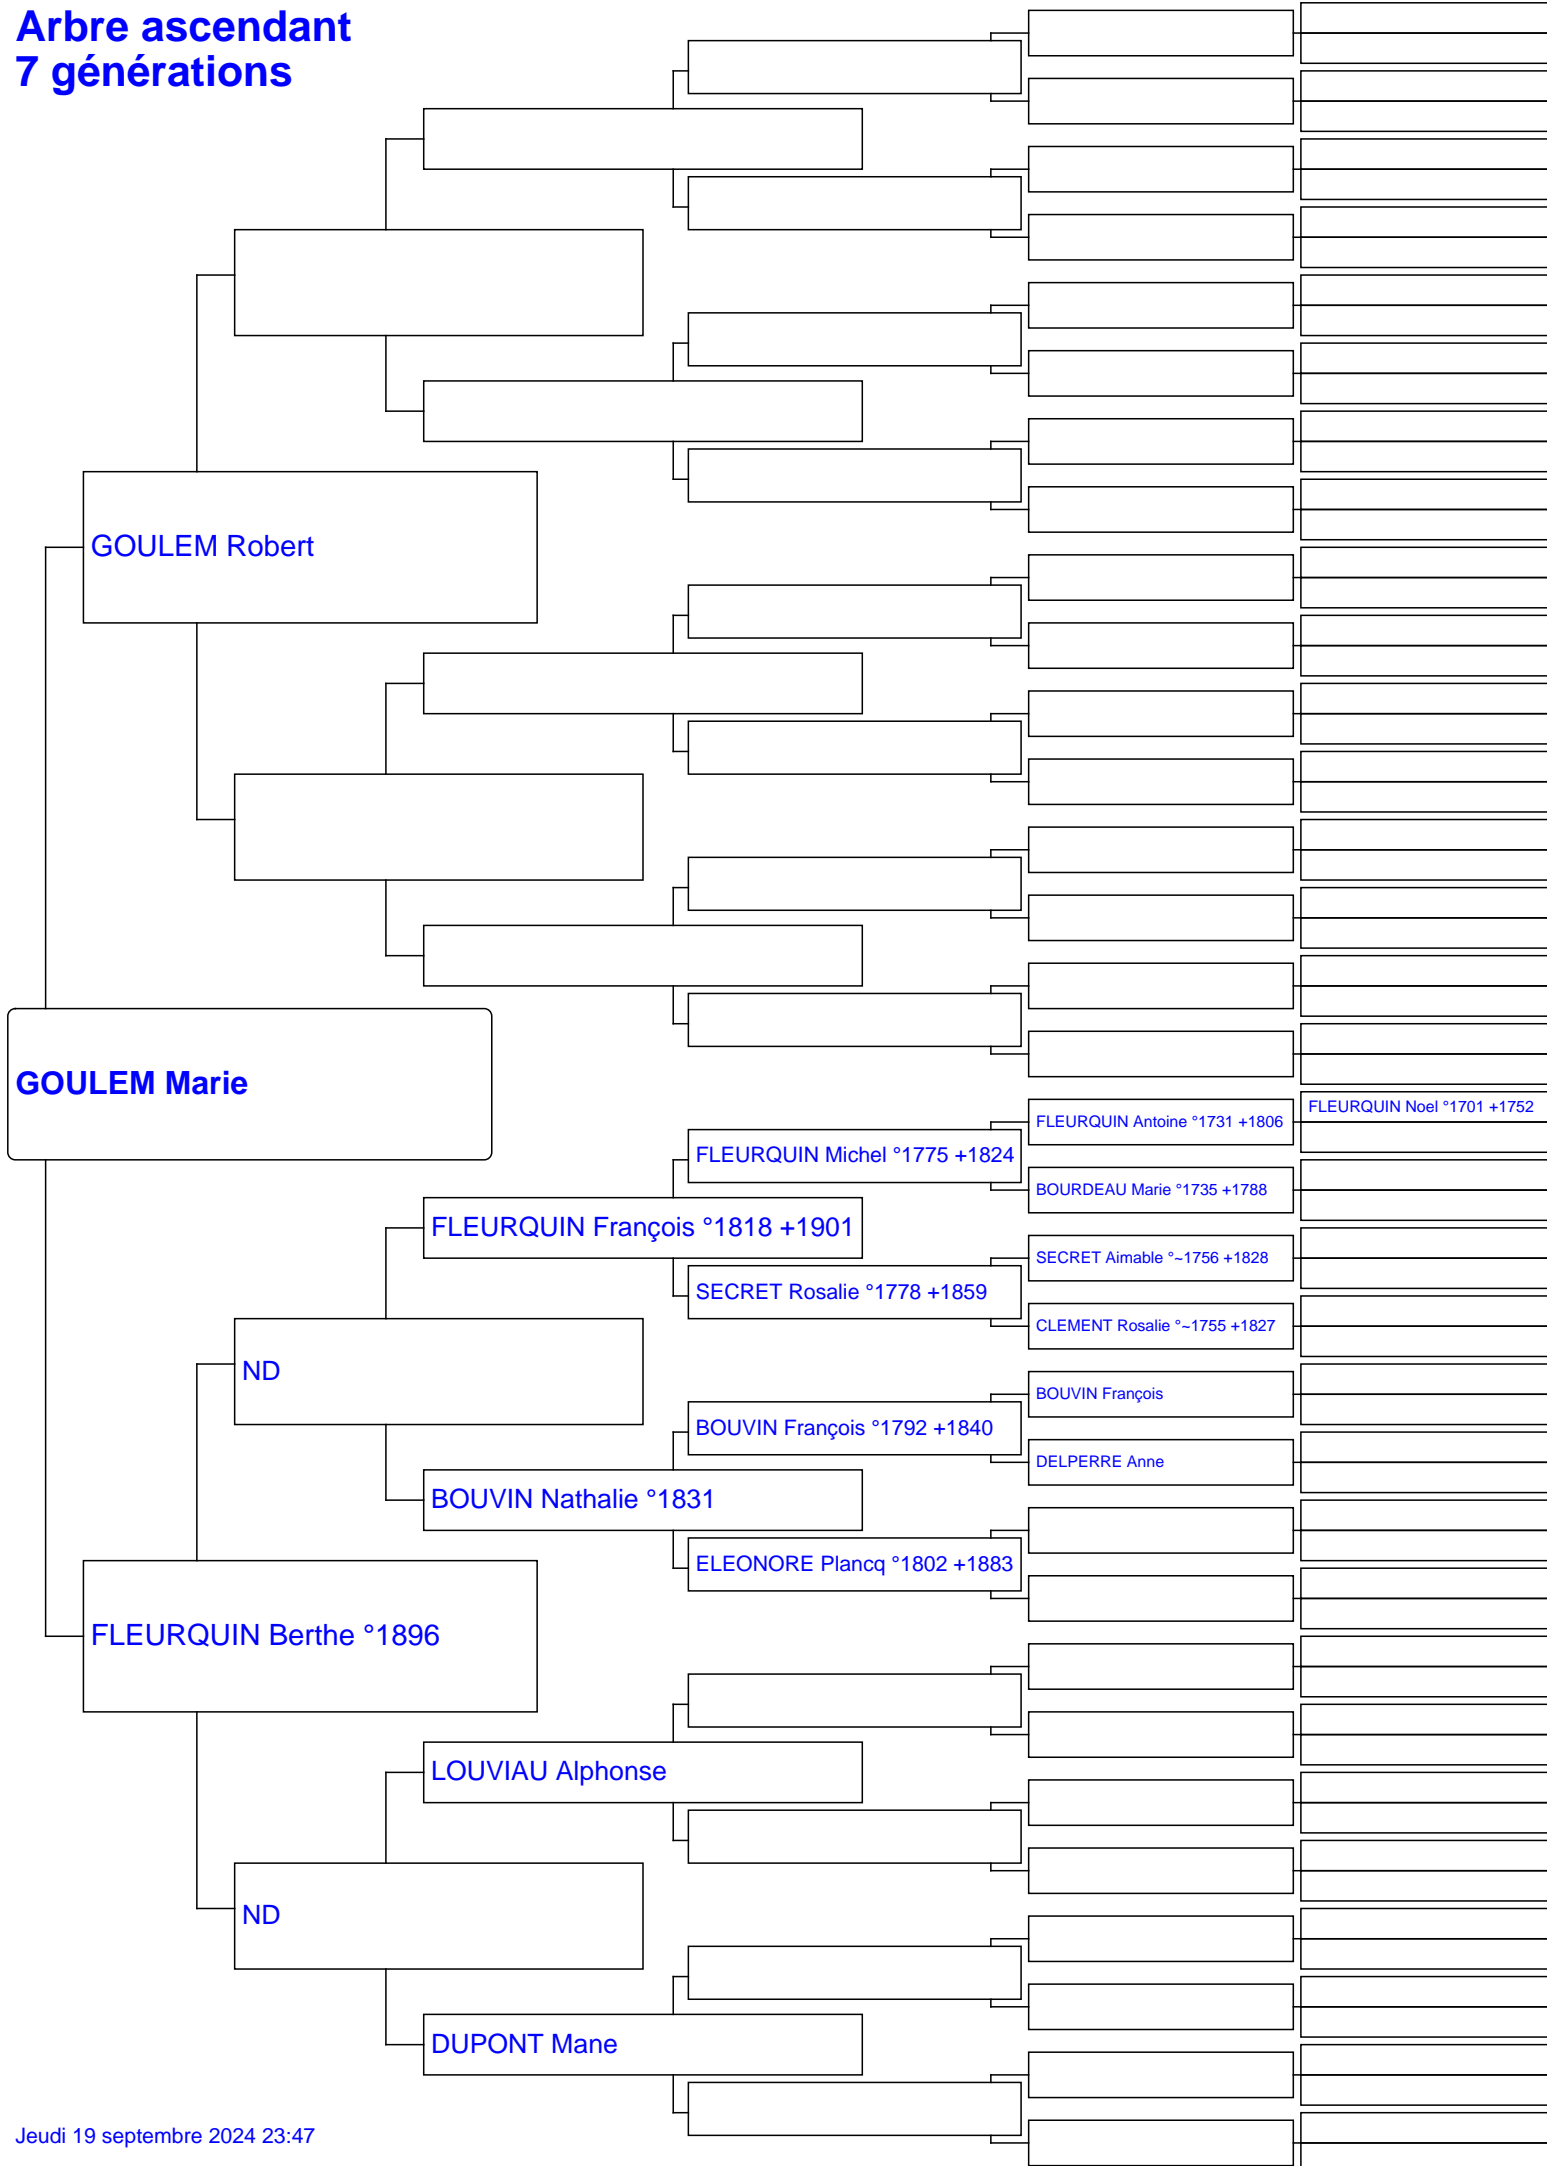 Arbre ascendant
7 générations
GOULEM Robert
GOULEM Marie
FLEURQUIN Noel °1701 +1752
FLEURQUIN Antoine °1731 +1806
FLEURQUIN Michel °1775 +1824
BOURDEAU Marie °1735 +1788
FLEURQUIN François °1818 +1901
SECRET Aimable °~1756 +1828
SECRET Rosalie °1778 +1859
CLEMENT Rosalie °~1755 +1827
ND
BOUVIN François
BOUVIN François °1792 +1840
DELPERRE Anne
BOUVIN Nathalie °1831
ELEONORE Plancq °1802 +1883
FLEURQUIN Berthe °1896
LOUVIAU Alphonse
ND
DUPONT Mane
Jeudi 19 septembre 2024 23:47